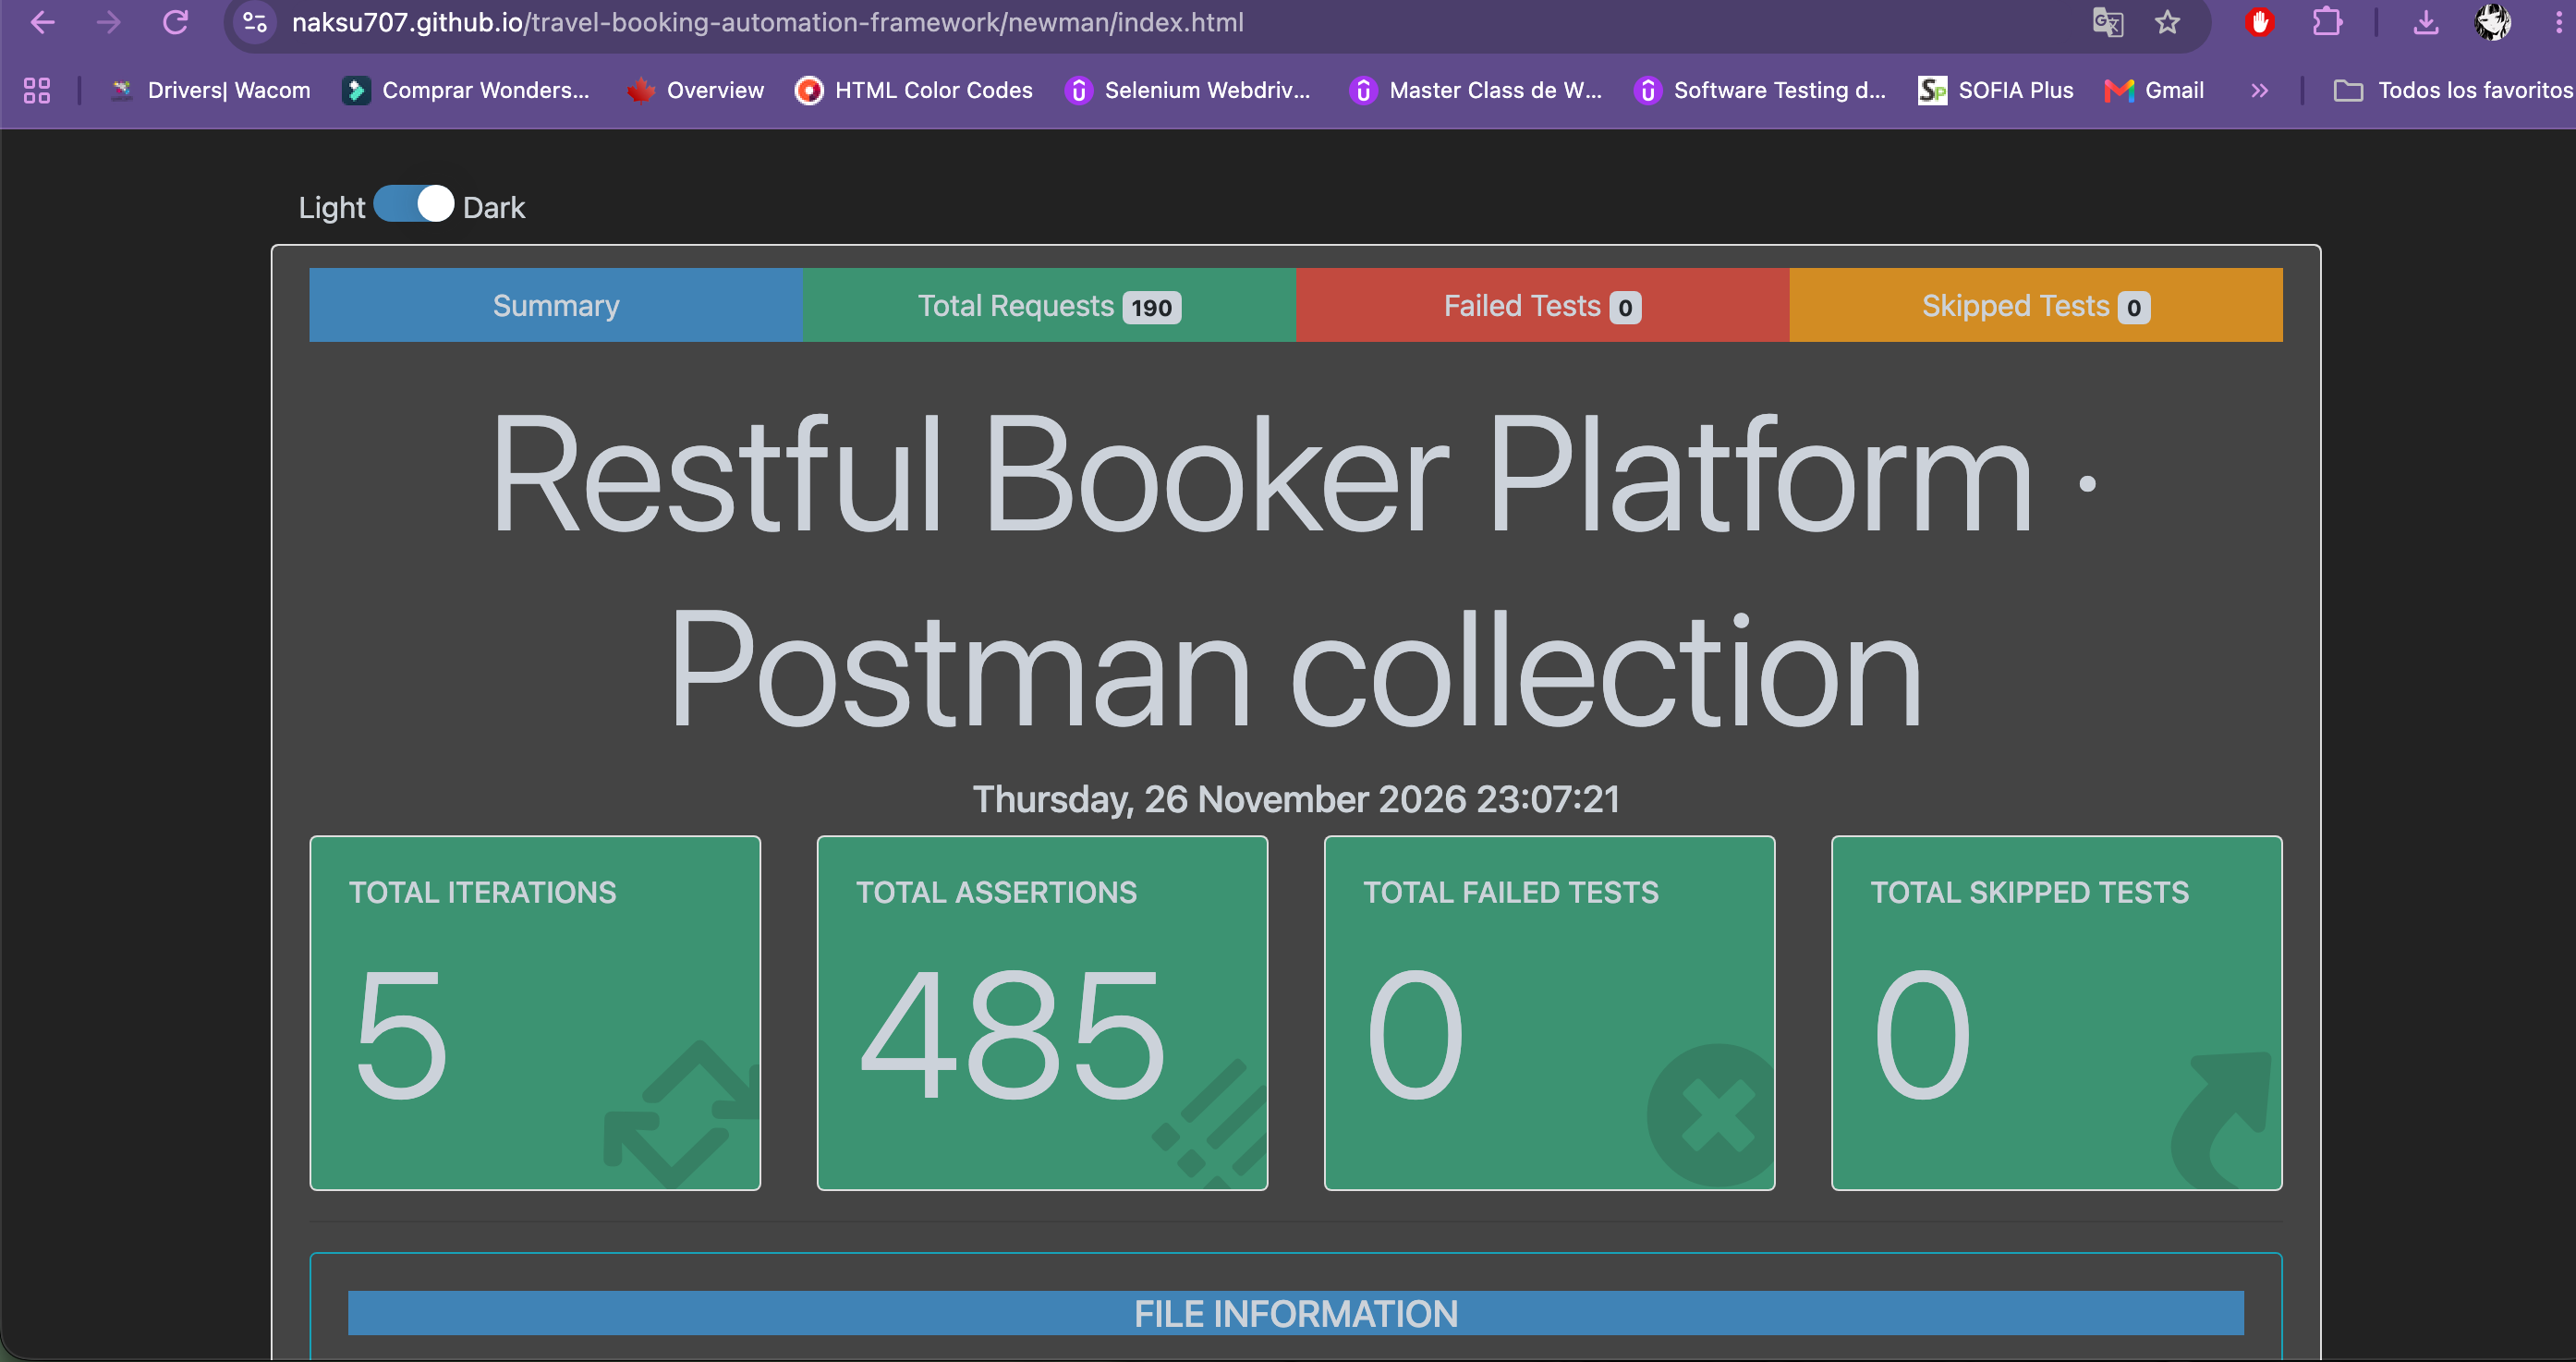 naksu707.github.io/travel-booking-automation-framework/newman/index.html
Drivers| Wacom
Comprar Wonders...
Overview
HTML Color Codes
Selenium Webdriv...
Master Class de W...
Software Testing d...
SOFIA Plus
Gmail
Todos los favoritos
Light Dark
Summary
Total Requests 190
Failed Tests 0
Skipped Tests 0
Restful Booker Platform ·
Postman collection
Thursday, 26 November 2026 23:07:21
TOTAL ITERATIONS
5
TOTAL ASSERTIONS
485
TOTAL FAILED TESTS
0
TOTAL SKIPPED TESTS
0
FILE INFORMATION